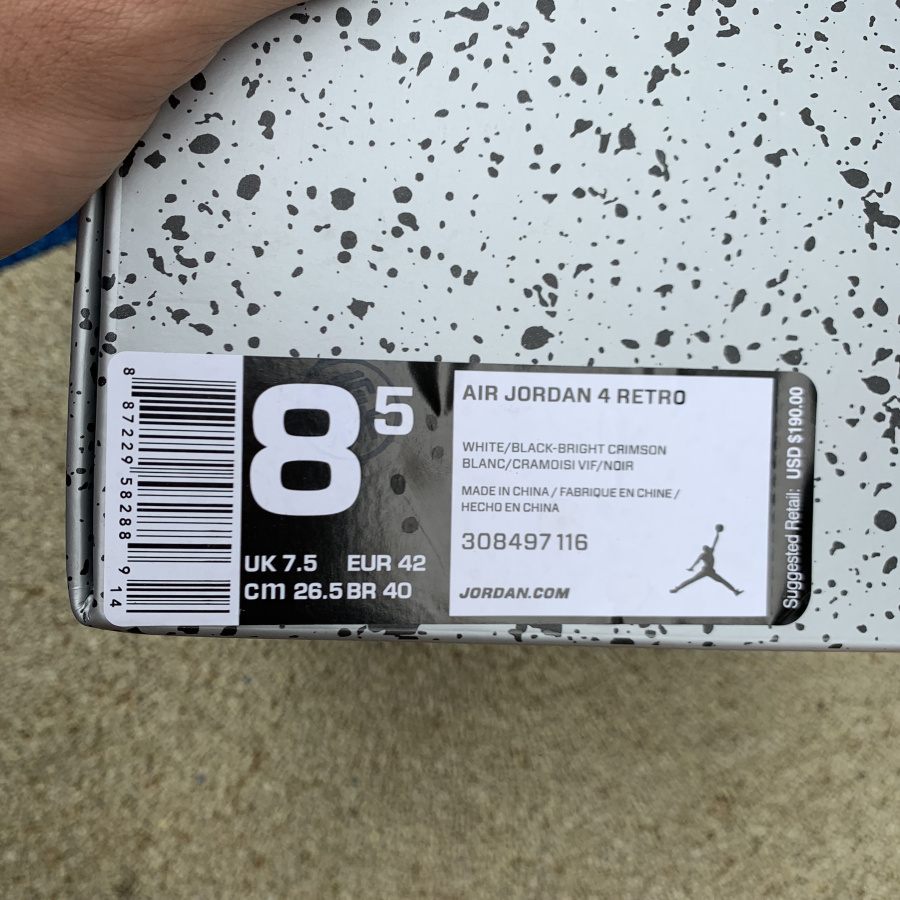 8 87229 58288 9 14
8 5
UK 7.5 EUR 42
cm 26.5 BR 40
AIR JORDAN 4 RETRO
WHITE/BLACK-BRIGHT CRIMSON
BLANC/CRAMOISI VIF/NOIR
MADE IN CHINA / FABRIQUE EN CHINE /
HECHO EN CHINA
308497 116
JORDAN.COM
Suggested Retail: USD $190.00